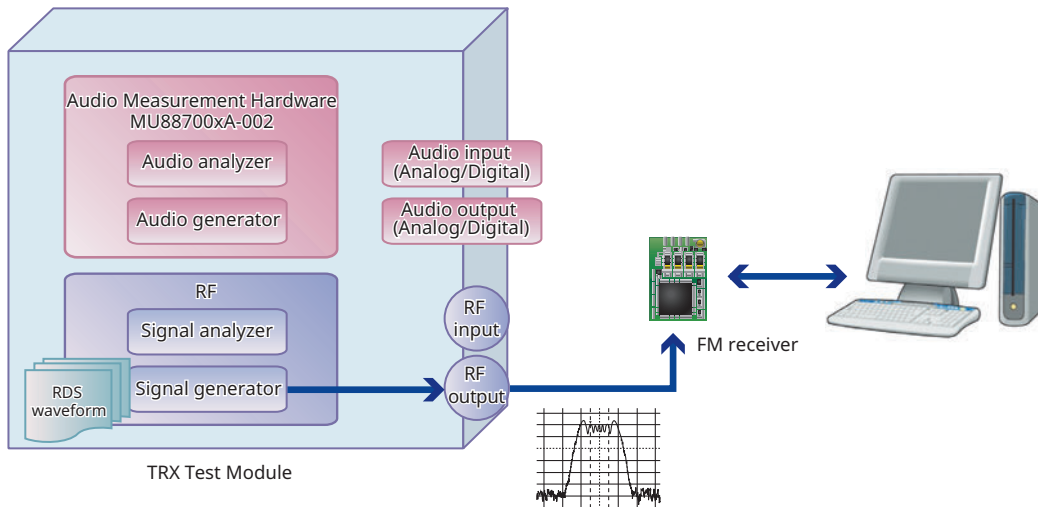 Audio Measurement Hardware
MU88700xA-002
Audio analyzer
Audio generator
Audio input
(Analog/Digital)
Audio output
(Analog/Digital)
RF
Signal analyzer
Signal generator
RDS
waveform
RF
input
RF
output
FM receiver
TRX Test Module